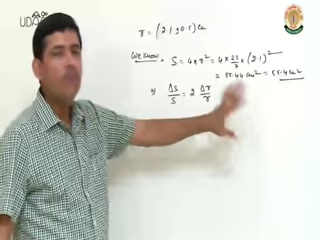 r = (2.1 ± 0.5) cm
We know. S = 4πr² = 4 × 22/7 × (2.1)²
= 55.44 cm² = 55.4 cm²
⇒ ΔS/S = 2 Δr/r